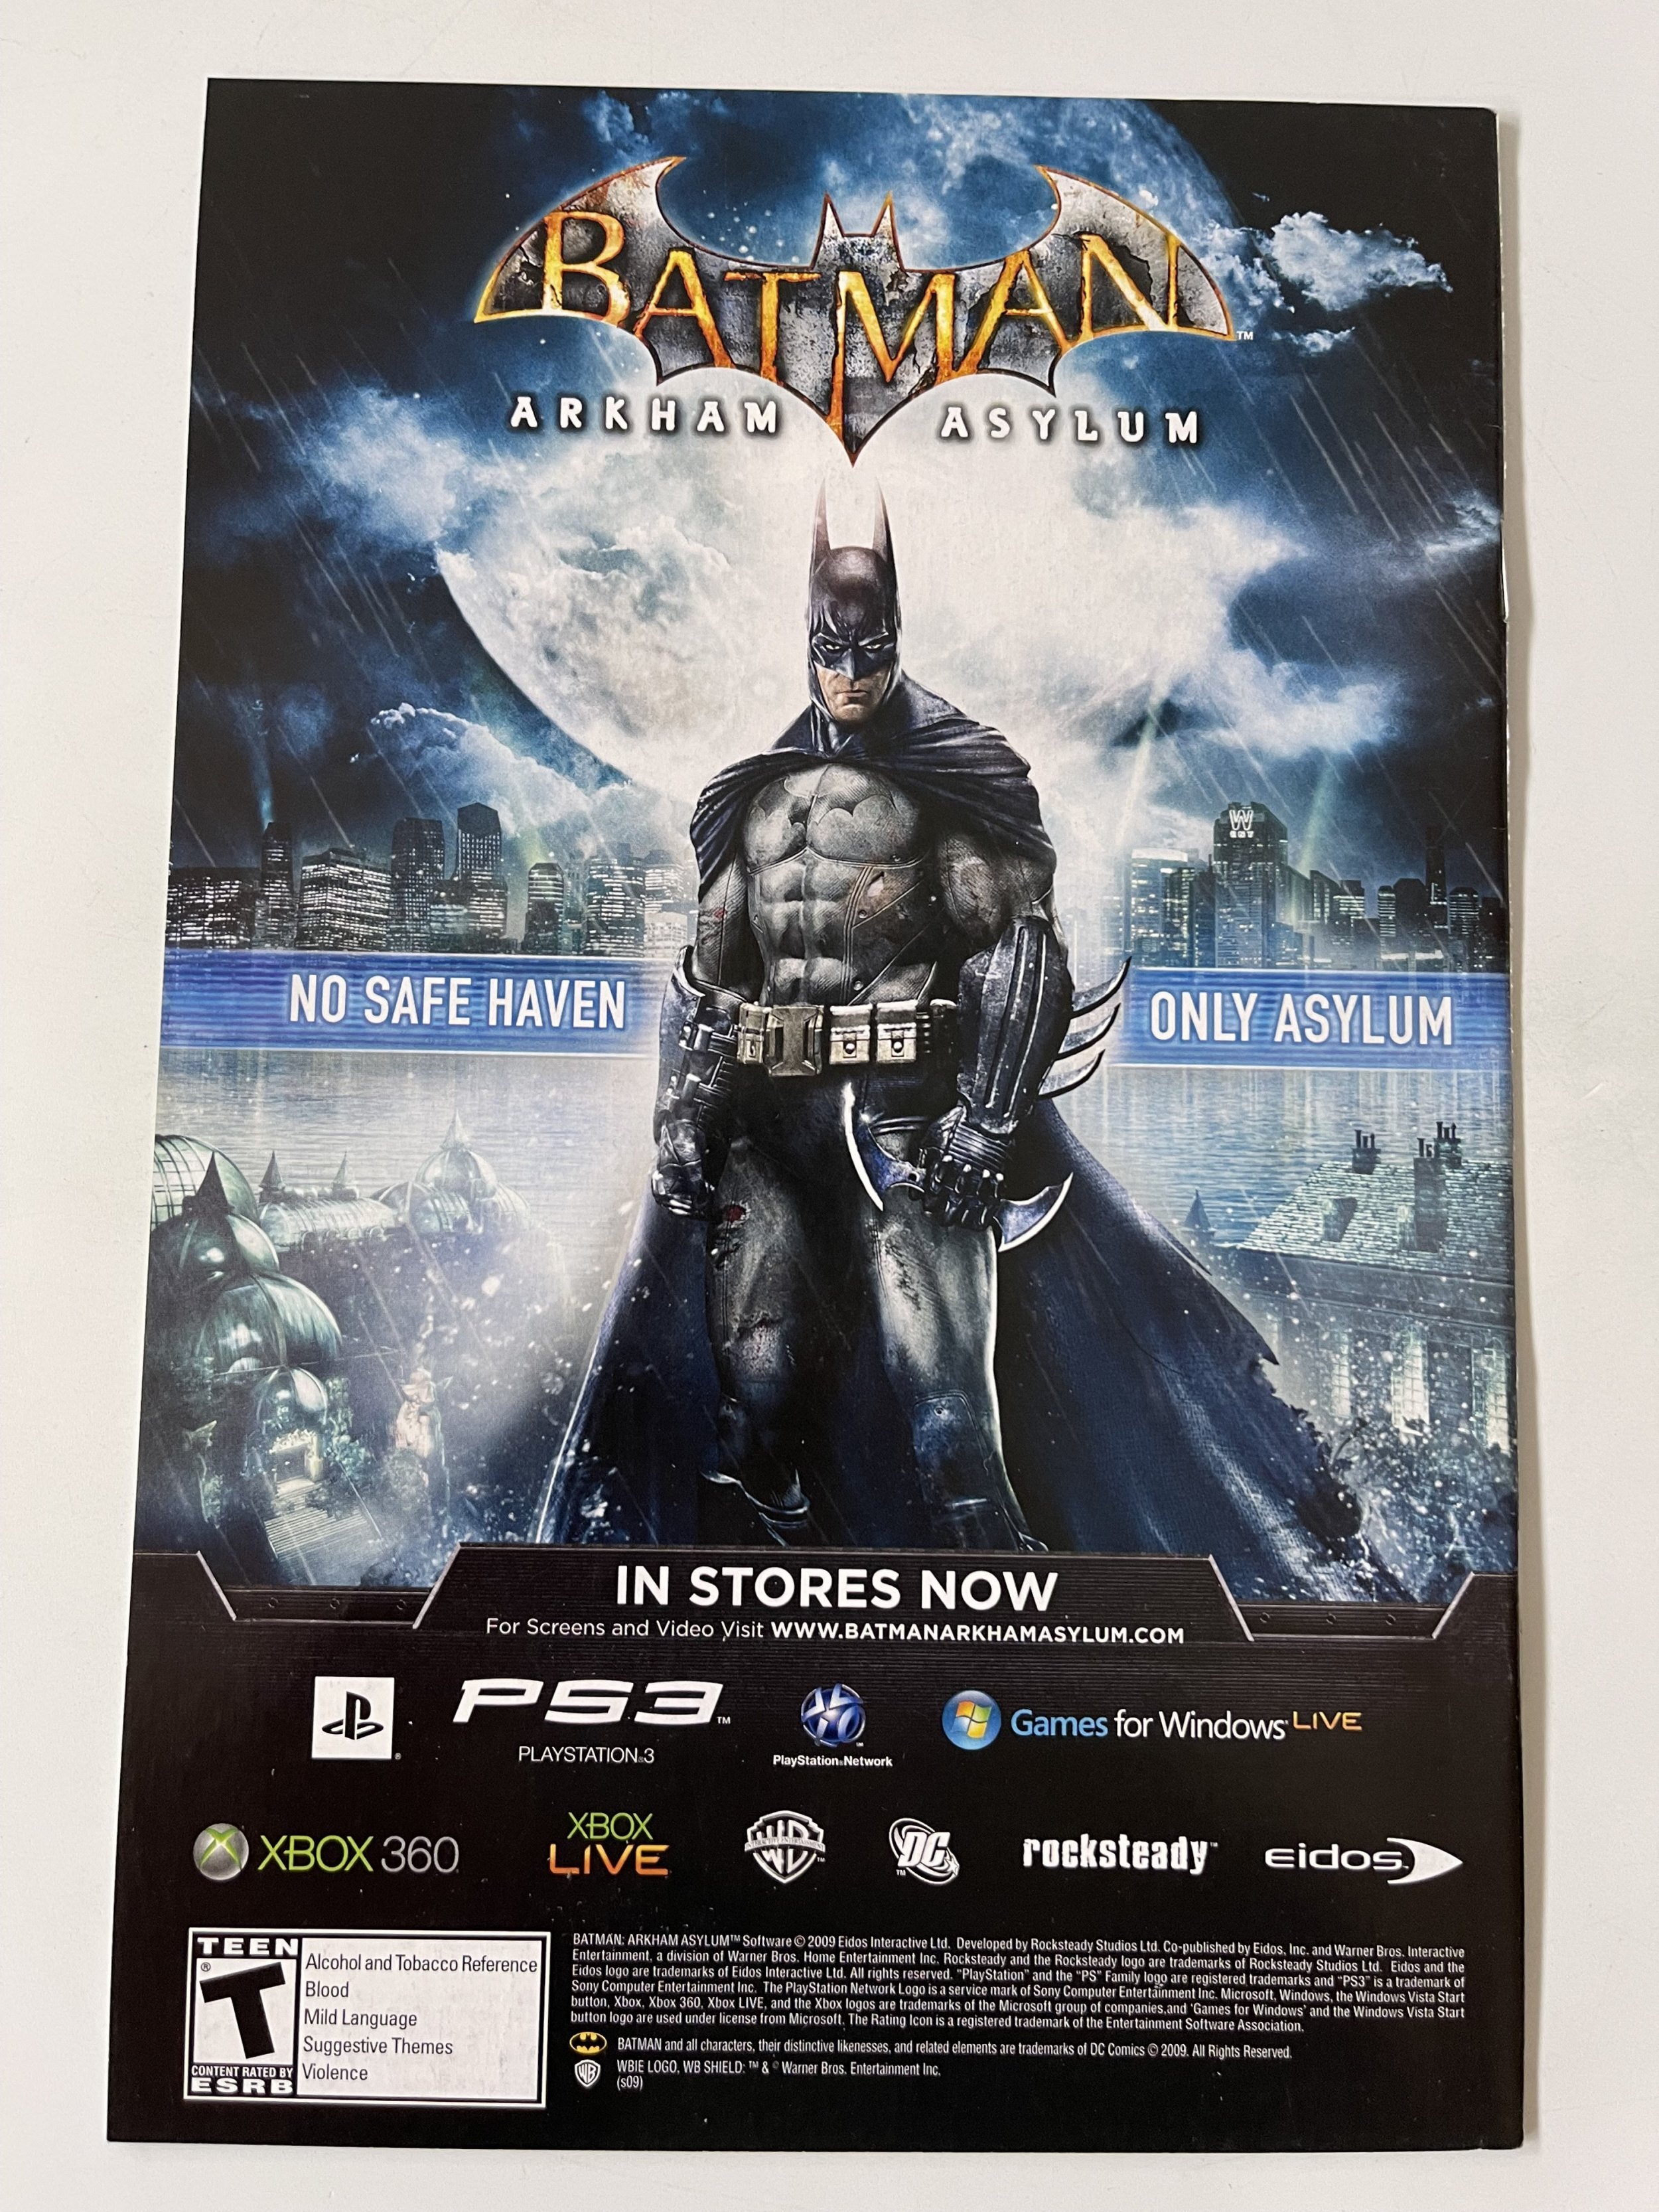 BATMAN™
ARKHAM ASYLUM
W
ENT
NO SAFE HAVEN ONLY ASYLUM
IN STORES NOW
For Screens and Video Visit WWW.BATMANARKHAMASYLUM.COM
PS3™
PLAYSTATION®3
PlayStation®Network
Games for Windows LIVE
XBOX 360
XBOX
LIVE
WB
DC™
rocksteady™
eidos
TEEN
T®
CONTENT RATED BY
ESRB
Alcohol and Tobacco Reference
Blood
Mild Language
Suggestive Themes
Violence
BATMAN: ARKHAM ASYLUM™ Software © 2009 Eidos Interactive Ltd. Developed by Rocksteady Studios Ltd. Co-published by Eidos, Inc. and Warner Bros. Interactive
Entertainment, a division of Warner Bros. Home Entertainment Inc. Rocksteady and the Rocksteady logo are trademarks of Rocksteady Studios Ltd. Eidos and the
Eidos logo are trademarks of Eidos Interactive Ltd. All rights reserved. "PlayStation" and the "PS" Family logo are registered trademarks and "PS3" is a trademark of
Sony Computer Entertainment Inc. The PlayStation Network Logo is a service mark of Sony Computer Entertainment Inc. Microsoft, Windows, the Windows Vista Start
button, Xbox, Xbox 360, Xbox LIVE, and the Xbox logos are trademarks of the Microsoft group of companies,and 'Games for Windows' and the Windows Vista Start
button logo are used under license from Microsoft. The Rating Icon is a registered trademark of the Entertainment Software Association.
BATMAN and all characters, their distinctive likenesses, and related elements are trademarks of DC Comics © 2009. All Rights Reserved.
WBIE LOGO, WB SHIELD: ™ & © Warner Bros. Entertainment Inc.
(s09)